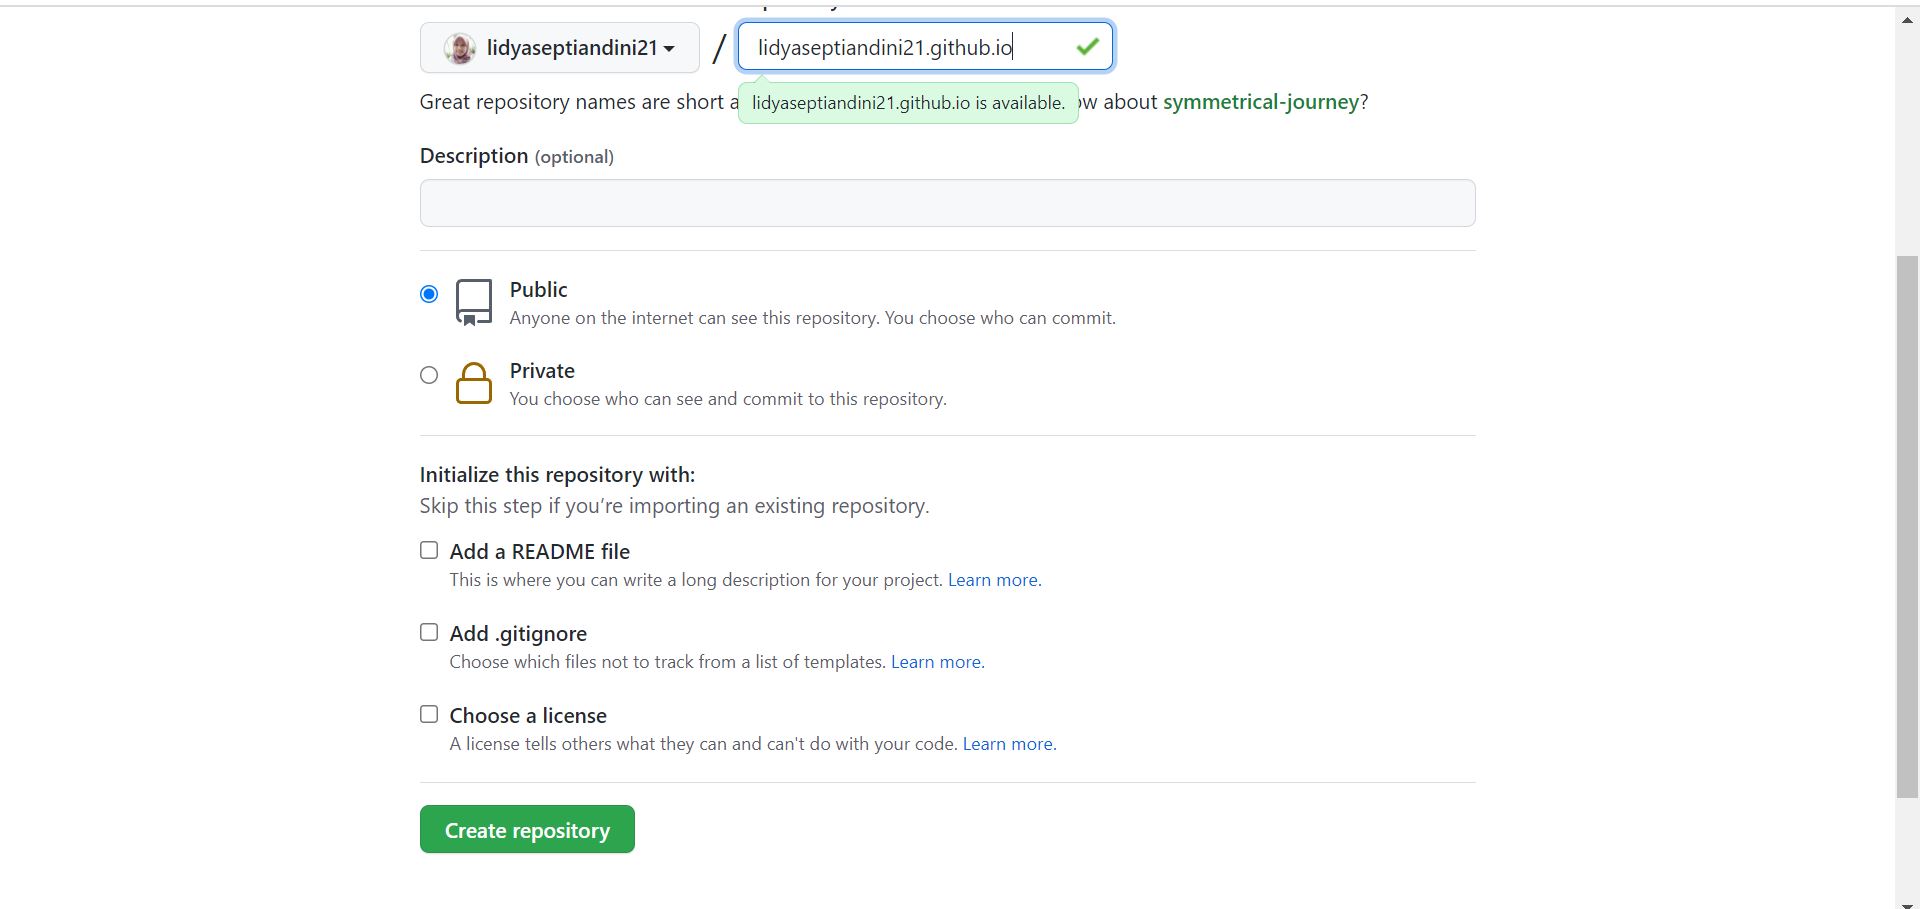 lidyaseptiandini21 / lidyaseptiandini21.github.io
Great repository names are short a lidyaseptiandini21.github.io is available. ow about symmetrical-journey?
Description (optional)
Public
Anyone on the internet can see this repository. You choose who can commit.
Private
You choose who can see and commit to this repository.
Initialize this repository with:
Skip this step if you’re importing an existing repository.
Add a README file
This is where you can write a long description for your project. Learn more.
Add .gitignore
Choose which files not to track from a list of templates. Learn more.
Choose a license
A license tells others what they can and can't do with your code. Learn more.
Create repository